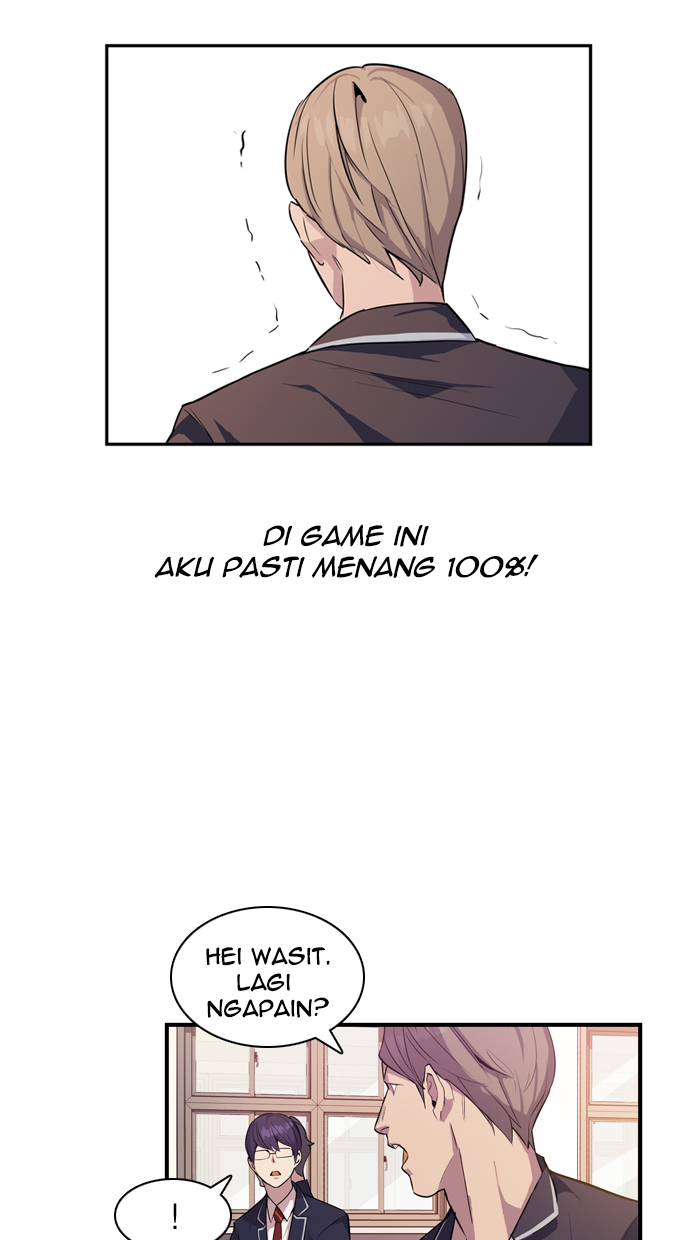 DI GAME INI
AKU PASTI MENANG 100%!
HEI WASIT.
LAGI
NGAPAIN?
!